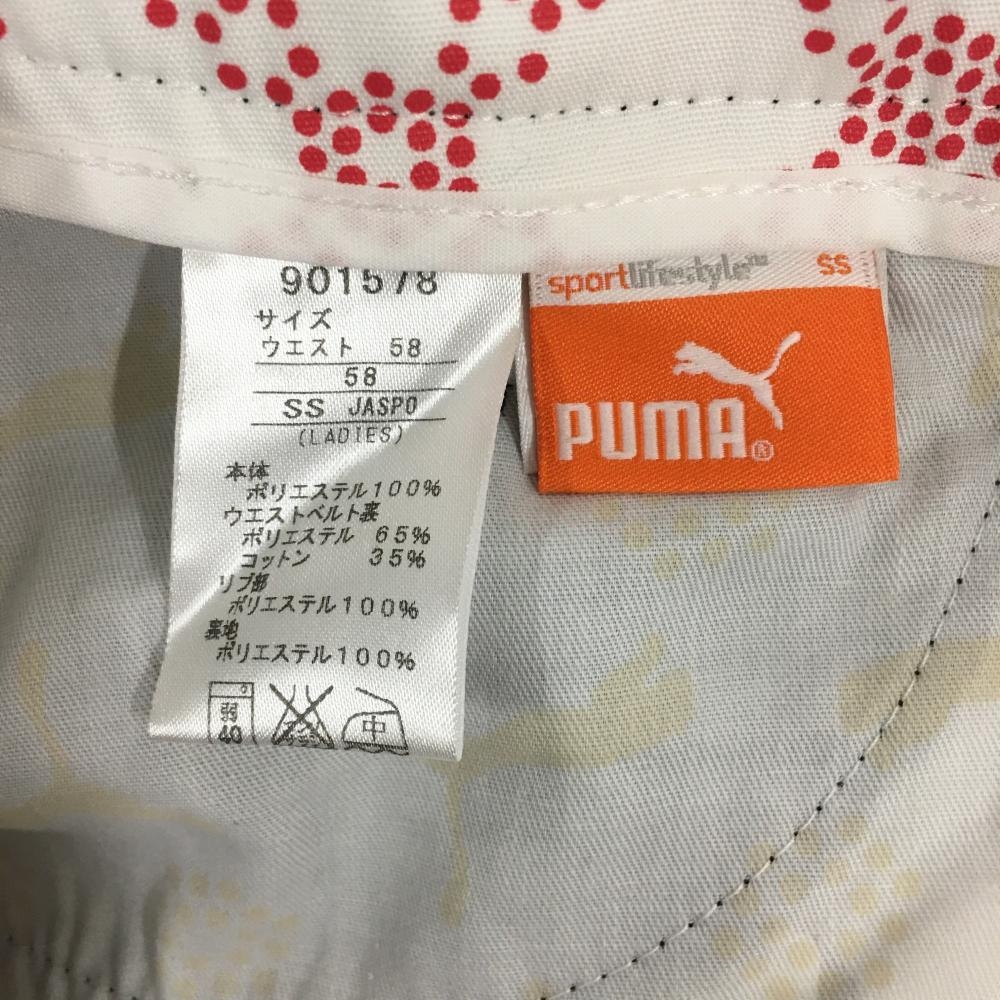 901578
サイズ
ウエスト 58
58
SS JASPO
(LADIES)
本体
ポリエステル100%
ウエストベルト裏
ポリエステル 65%
コットン 35%
リブ部
ポリエステル100%
裏地
ポリエステル100%
弱
40
中
sportlifestyle™ SS
PUMA®